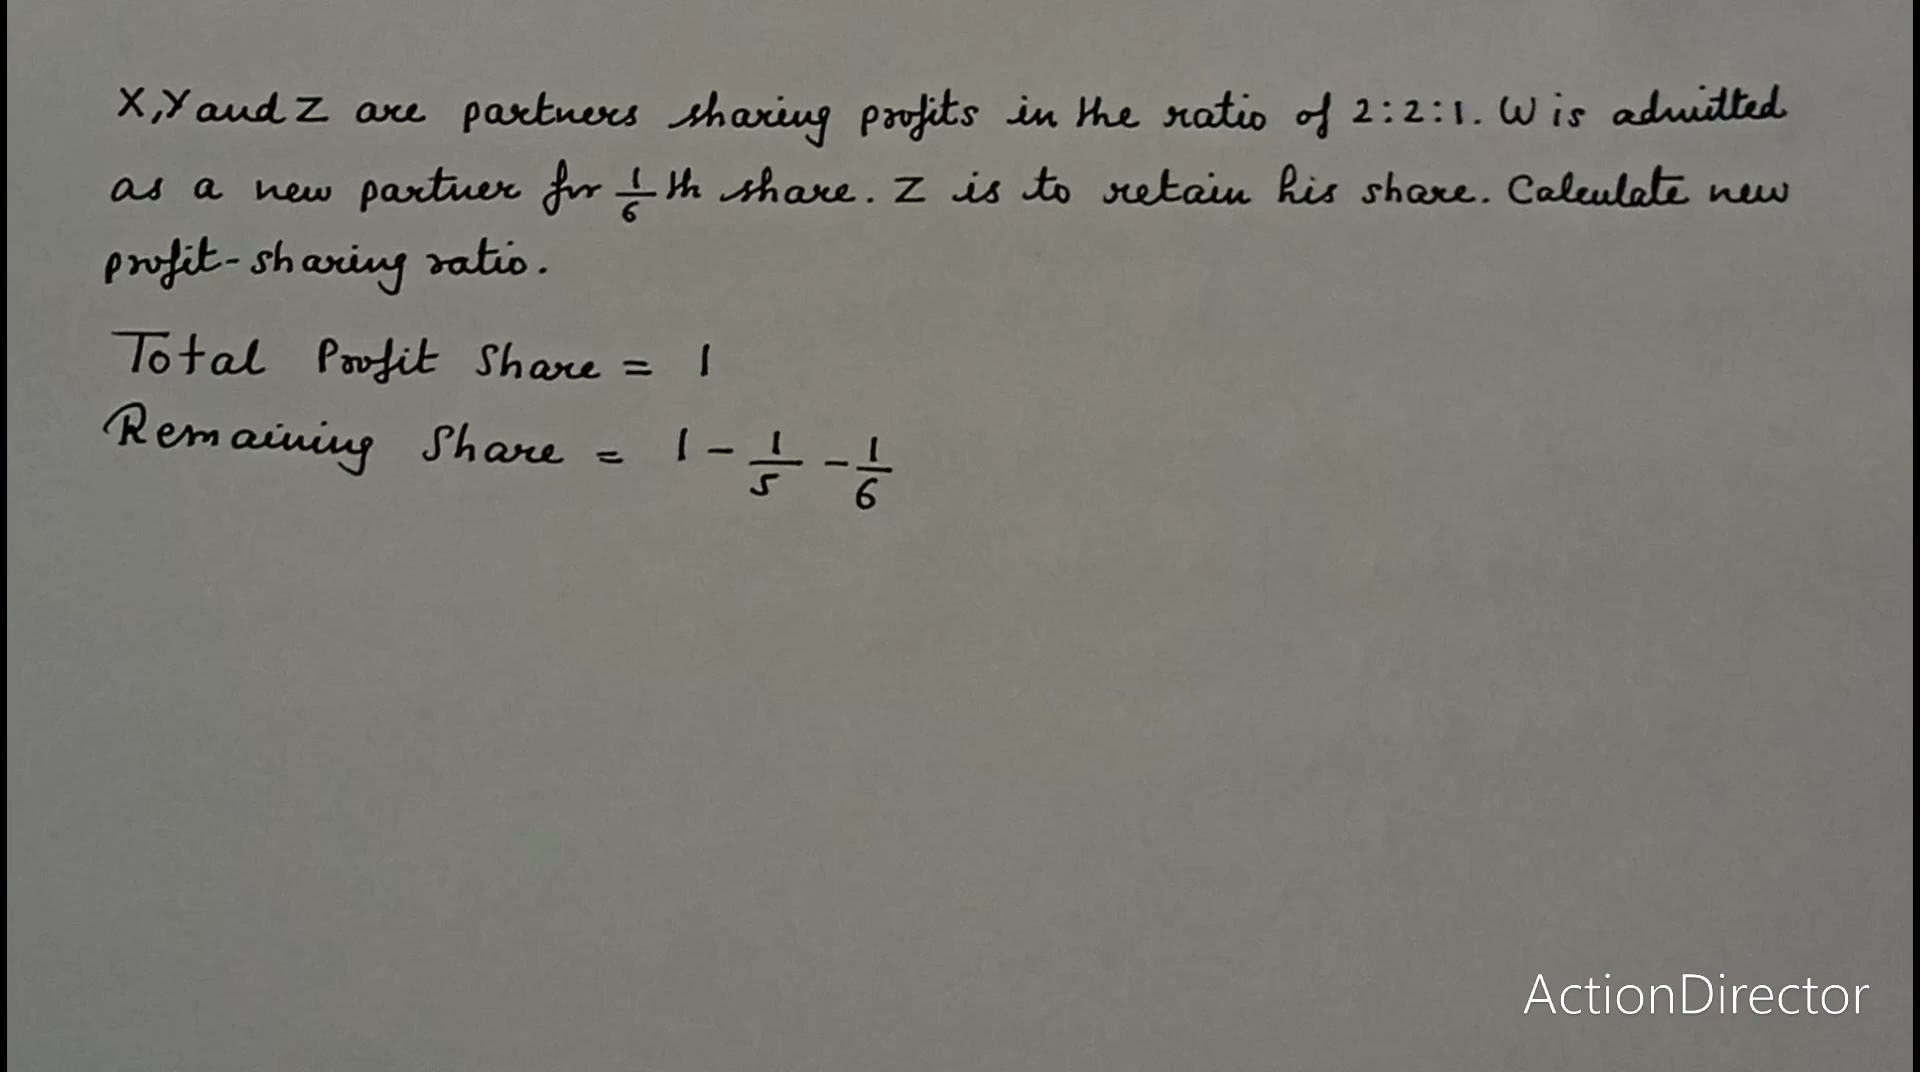 X, Y and Z are partners sharing profits in the ratio of 2:2:1. W is admitted
as a new partner for 1/6 th share. Z is to retain his share. Calculate new
profit-sharing ratio.
Total Profit Share = 1
Remaining Share = 1 - 1/5 - 1/6
ActionDirector